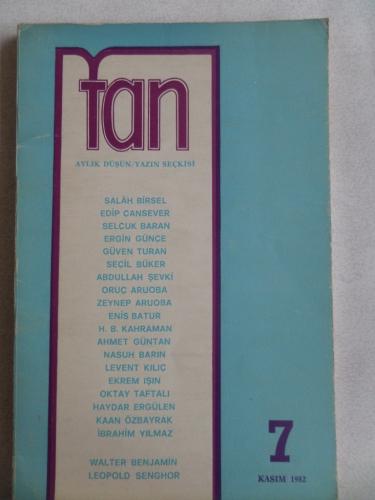 tan
AYLIK DÜŞÜN/YAZIN SEÇKİSİ
SALÂH BİRSEL
EDİP CANSEVER
SELÇUK BARAN
ERGİN GÜNÇE
GÜVEN TURAN
SEÇİL BÜKER
ABDULLAH ŞEVKİ
ORUÇ ARUOBA
ZEYNEP ARUOBA
ENİS BATUR
H. B. KAHRAMAN
AHMET GÜNTAN
NASUH BARIN
LEVENT KILIÇ
EKREM IŞIN
OKTAY TAFTALI
HAYDAR ERGÜLEN
KAAN ÖZBAYRAK
İBRAHİM YILMAZ
WALTER BENJAMİN
LEOPOLD SENGHOR
7
KASIM 1982